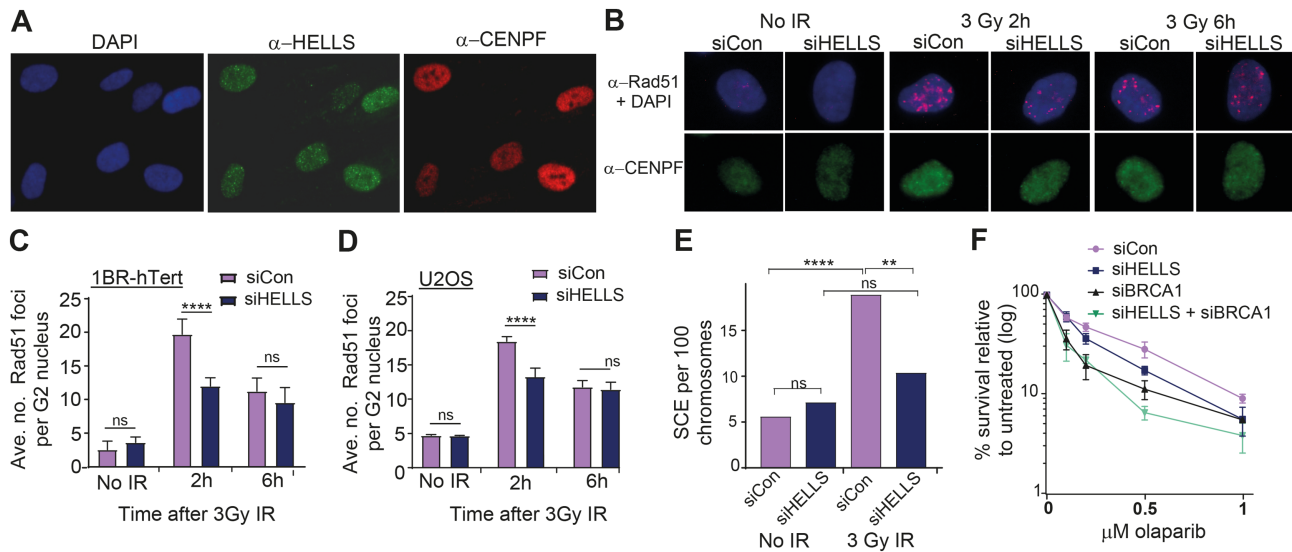 A
DAPI
α–HELLS
α–CENPF
B
No IR
3 Gy 2h
3 Gy 6h
siCon
siHELLS
siCon
siHELLS
siCon
siHELLS
α–Rad51
+ DAPI
α–CENPF
C
1BR-hTert
siCon
siHELLS
Ave. no. Rad51 foci
per G2 nucleus
25
20
15
10
5
0
ns
****
ns
No IR
2h
6h
Time after 3Gy IR
D
U2OS
siCon
siHELLS
Ave. no. Rad51 foci
per G2 nucleus
25
20
15
10
5
0
ns
****
ns
No IR
2h
6h
Time after 3Gy IR
E
****
**
ns
ns
SCE per 100
chromosomes
15
10
5
0
siCon
siHELLS
siCon
siHELLS
No IR
3 Gy IR
F
siCon
siHELLS
siBRCA1
siHELLS + siBRCA1
% survival relative
to untreated (log)
100
10
1
0
0.5
1
μM olaparib